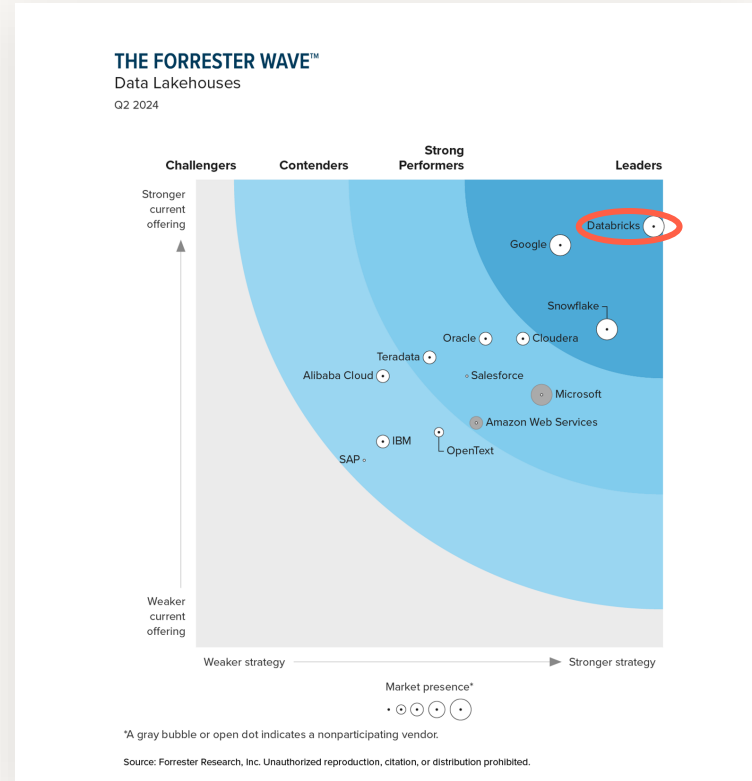 THE FORRESTER WAVE™
Data Lakehouses
Q2 2024
Challengers
Contenders
Strong
Performers
Leaders
Stronger
current
offering
Databricks
Google
Snowflake
Oracle
Cloudera
Teradata
Alibaba Cloud
Salesforce
Microsoft
Amazon Web Services
IBM
OpenText
SAP
Weaker
current
offering
Weaker strategy
Stronger strategy
Market presence*
*A gray bubble or open dot indicates a nonparticipating vendor.
Source: Forrester Research, Inc. Unauthorized reproduction, citation, or distribution prohibited.